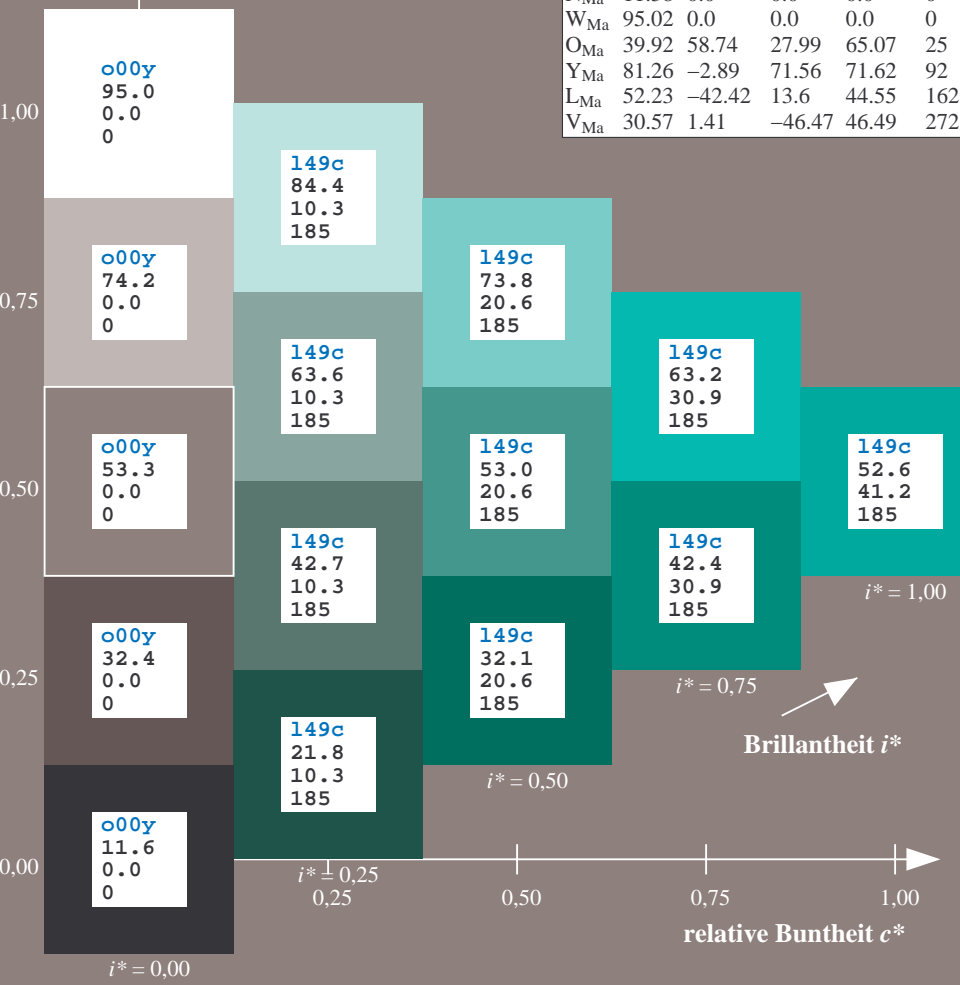 W_Ma 95.02 0.0 0.0 0.0 0
O_Ma 39.92 58.74 27.99 65.07 25
Y_Ma 81.26 –2.89 71.56 71.62 92
L_Ma 52.23 –42.42 13.6 44.55 162
V_Ma 30.57 1.41 –46.47 46.49 272
o00y
95.0
0.0
0
1,00
l49c
84.4
10.3
185
o00y
74.2
0.0
0
0,75
l49c
73.8
20.6
185
l49c
63.6
10.3
185
l49c
63.2
30.9
185
o00y
53.3
0.0
0
0,50
l49c
53.0
20.6
185
l49c
52.6
41.2
185
l49c
42.7
10.3
185
l49c
42.4
30.9
185
i* = 1,00
o00y
32.4
0.0
0
0,25
l49c
32.1
20.6
185
i* = 0,75
Brillantheit i*
l49c
21.8
10.3
185
i* = 0,50
o00y
11.6
0.0
0
0,00
i* = 0,25
0,25 0,50 0,75 1,00
relative Buntheit c*
i* = 0,00